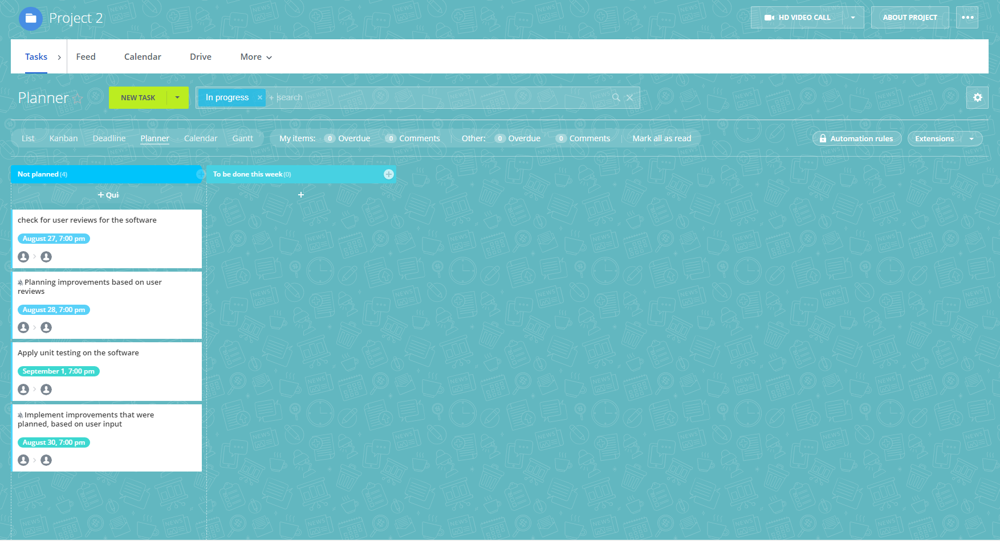 Project 2
HD VIDEO CALL
ABOUT PROJECT
Tasks
Feed
Calendar
Drive
More
Planner
NEW TASK
In progress
+ search
List
Kanban
Deadline
Planner
Calendar
Gantt
My items:
0 Overdue
0 Comments
Other:
0 Overdue
0 Comments
Mark all as read
Automation rules
Extensions
Not planned (4)
To be done this week (0)
+ Qui
+
check for user reviews for the software
August 27, 7:00 pm
Planning improvements based on user
reviews
August 28, 7:00 pm
Apply unit testing on the software
September 1, 7:00 pm
Implement improvements that were
planned, based on user input
August 30, 7:00 pm
NEWS